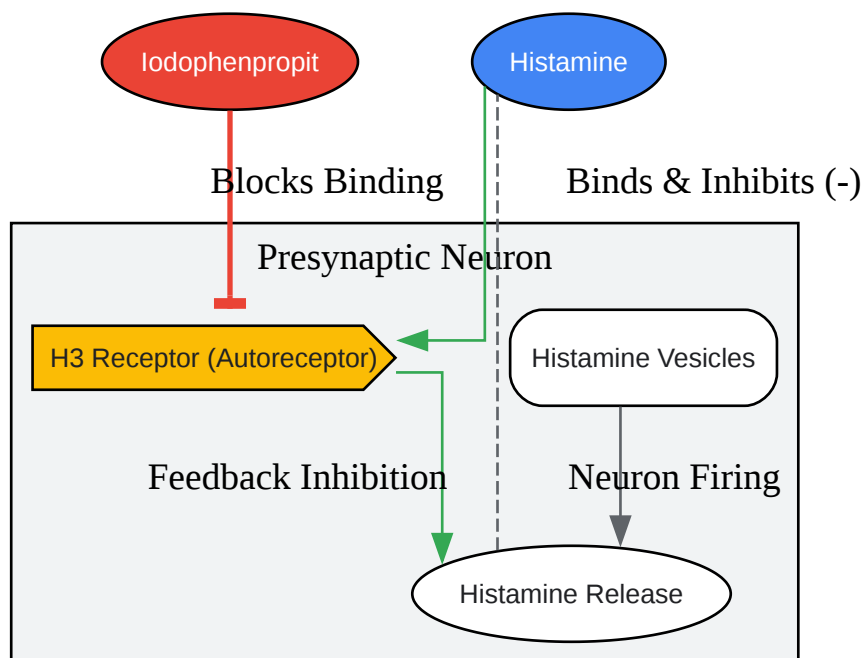 Iodophenpropit
Histamine
Blocks Binding
Binds & Inhibits (-)
Presynaptic Neuron
H3 Receptor (Autoreceptor)
Histamine Vesicles
Feedback Inhibition
Neuron Firing
Histamine Release